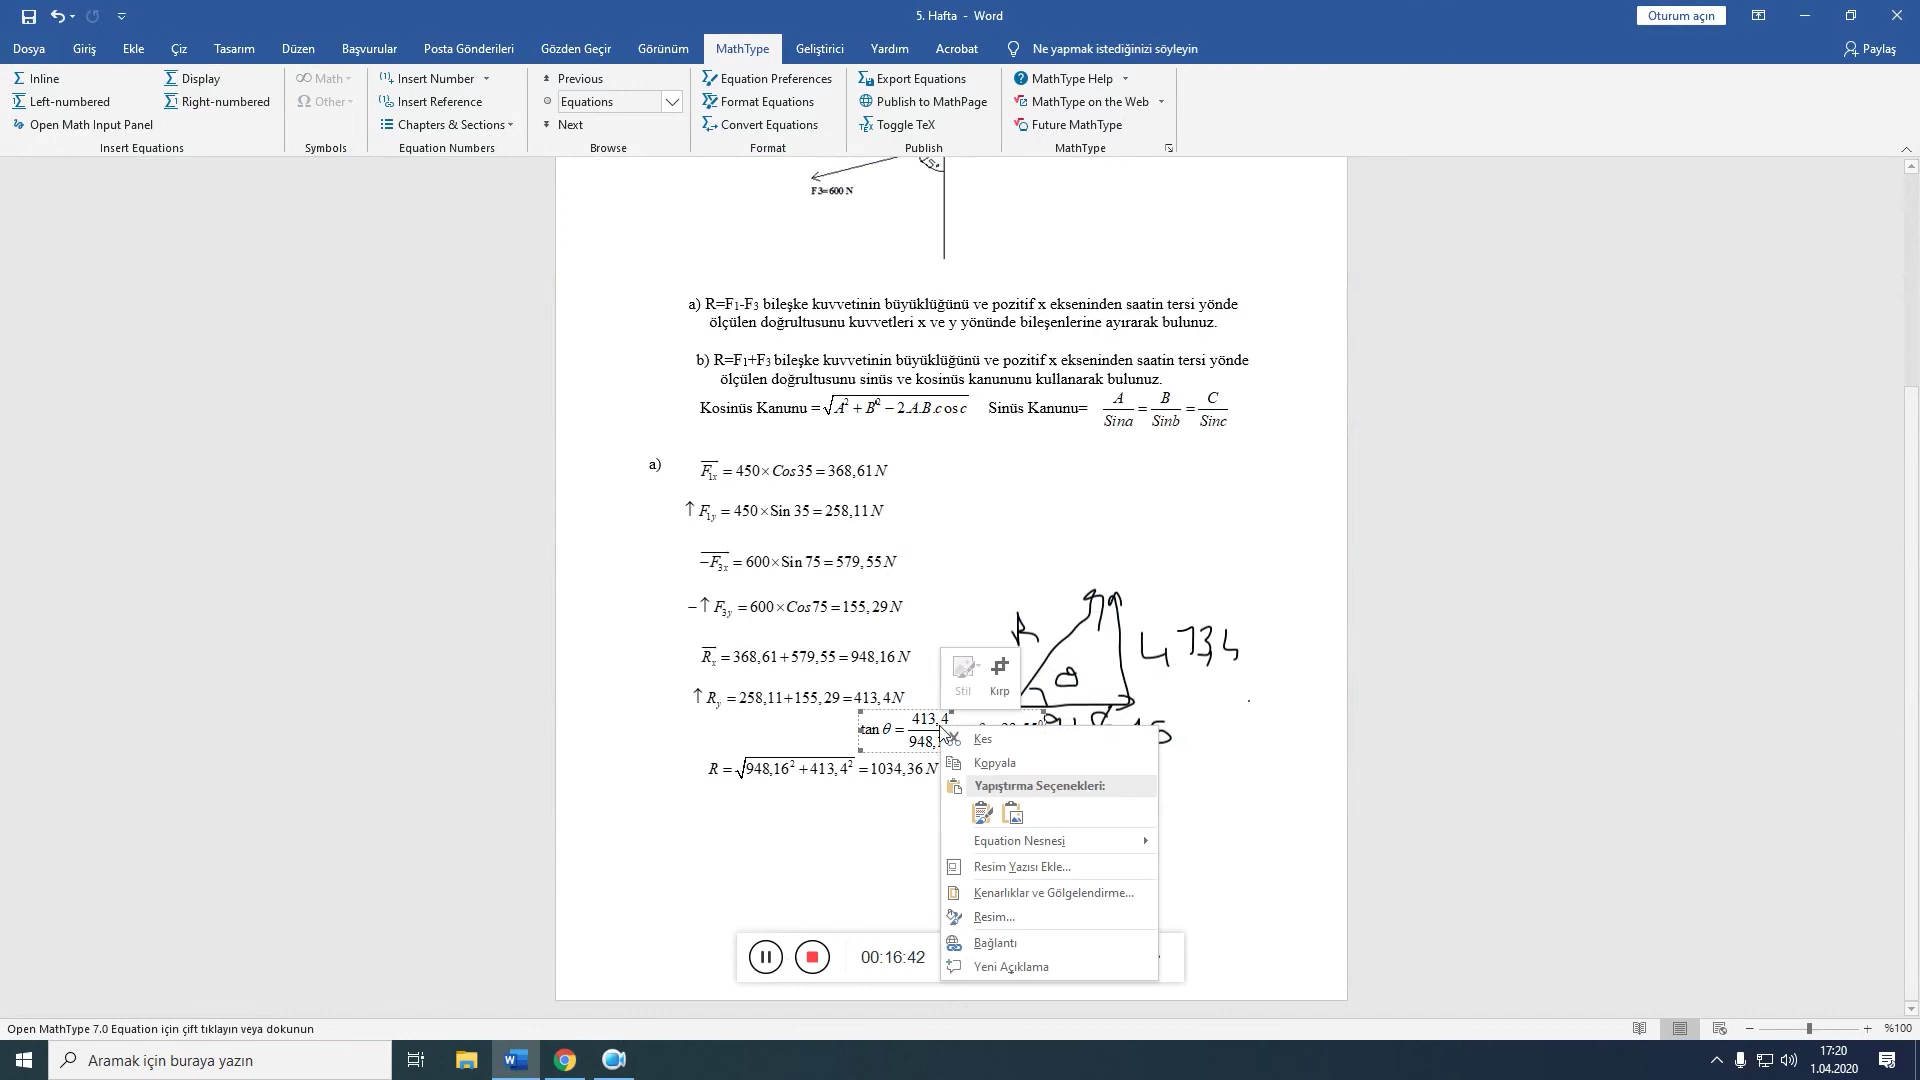 5. Hafta - Word
Oturum açın
Dosya Giriş Ekle Çiz Tasarım Düzen Başvurular Posta Gönderileri Gözden Geçir Görünüm MathType Geliştirici Yardım Acrobat Ne yapmak istediğinizi söyleyin Paylaş
Inline Display Math Insert Number Previous Equation Preferences Export Equations MathType Help
Left-numbered Right-numbered Other Insert Reference Equations Format Equations Publish to MathPage MathType on the Web
Open Math Input Panel Chapters & Sections Next Convert Equations Toggle TeX Future MathType
Insert Equations Symbols Equation Numbers Browse Format Publish MathType
F3=600 N
a) R=F1-F3 bileşke kuvvetinin büyüklüğünü ve pozitif x ekseninden saatin tersi yönde
ölçülen doğrultusunu kuvvetleri x ve y yönünde bileşenlerine ayırarak bulunuz.
b) R=F1+F3 bileşke kuvvetinin büyüklüğünü ve pozitif x ekseninden saatin tersi yönde
ölçülen doğrultusunu sinüs ve kosinüs kanununu kullanarak bulunuz.
Kosinüs Kanunu = √A² + B² − 2.A.B.cosc Sinüs Kanunu= A/Sina = B/Sinb = C/Sinc
a) F1x = 450 × Cos35 = 368,61 N
↑ F1y = 450 × Sin 35 = 258,11 N
−F3x = 600 × Sin 75 = 579,55 N
− ↑ F3y = 600 × Cos75 = 155,29 N
Rx = 368,61 + 579,55 = 948,16 N
↑ Ry = 258,11 + 155,29 = 413,4 N
tan θ = 413,4
R = √948,16² + 413,4² = 1034,36 N
R
θ
Stil Kırp
Kes
Kopyala
Yapıştırma Seçenekleri:
Equation Nesnesi
Resim Yazısı Ekle...
Kenarlıklar ve Gölgelendirme...
Resim...
Bağlantı
Yeni Açıklama
00:16:42
Open MathType 7.0 Equation için çift tıklayın veya dokunun
%100
Aramak için buraya yazın
17:20
1.04.2020